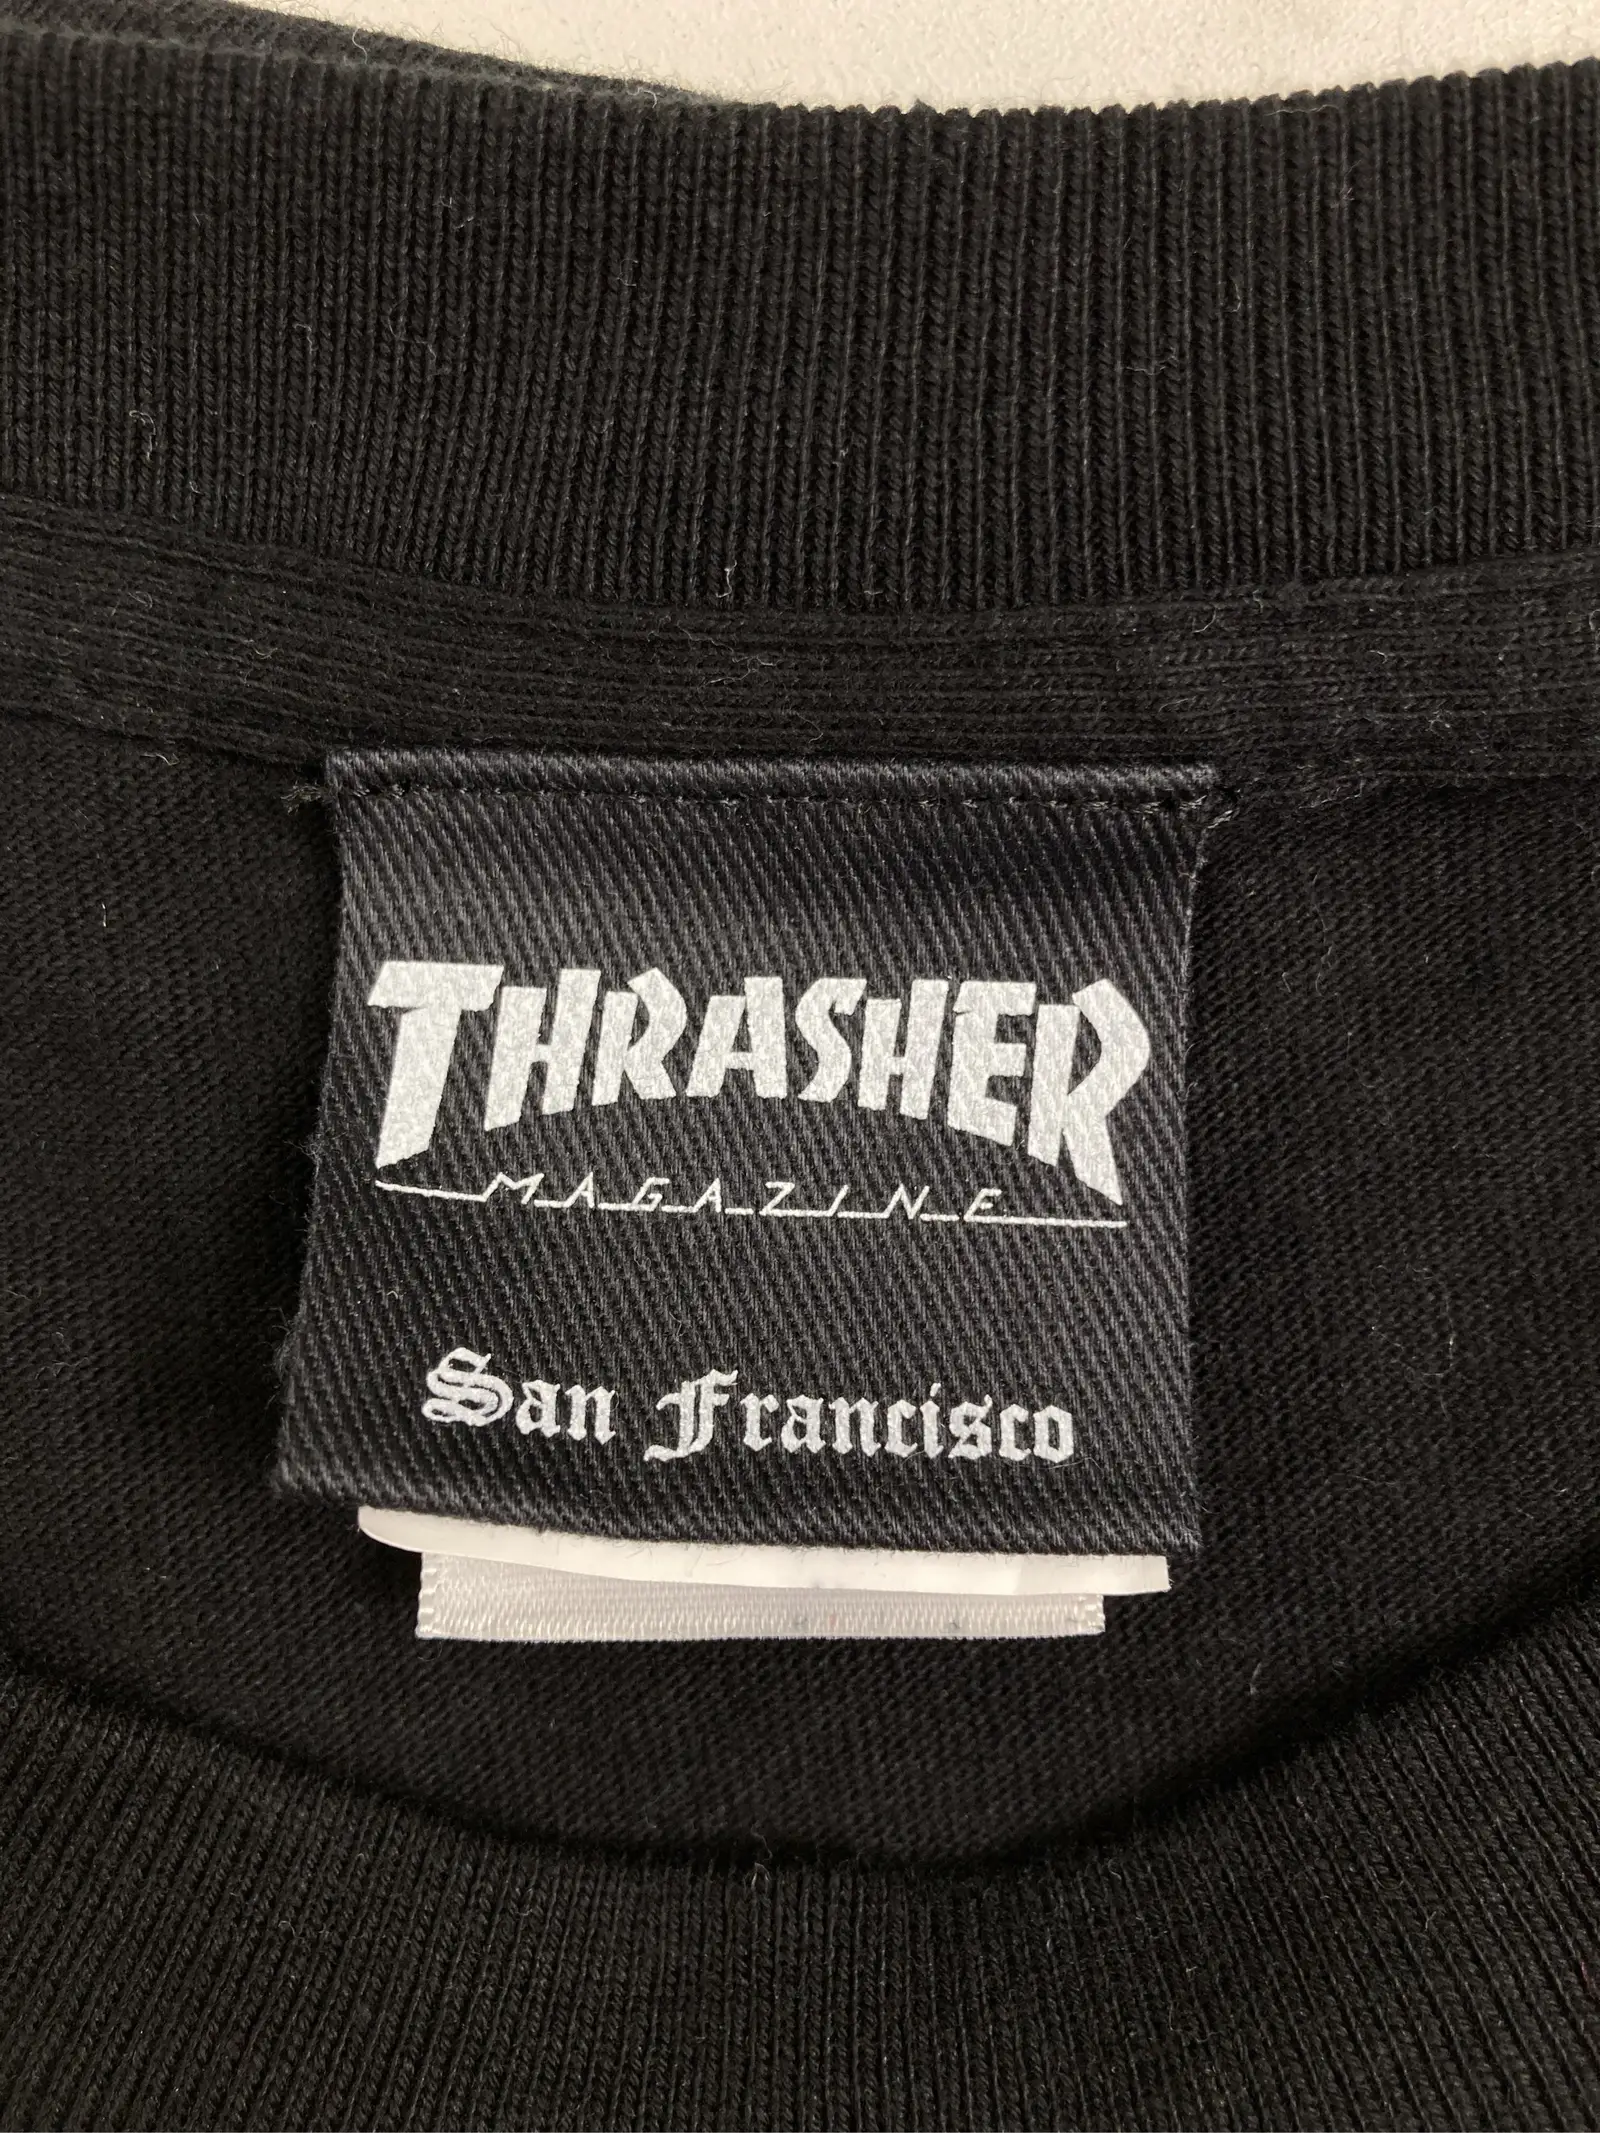 THRASHER
MAGAZINE
San Francisco